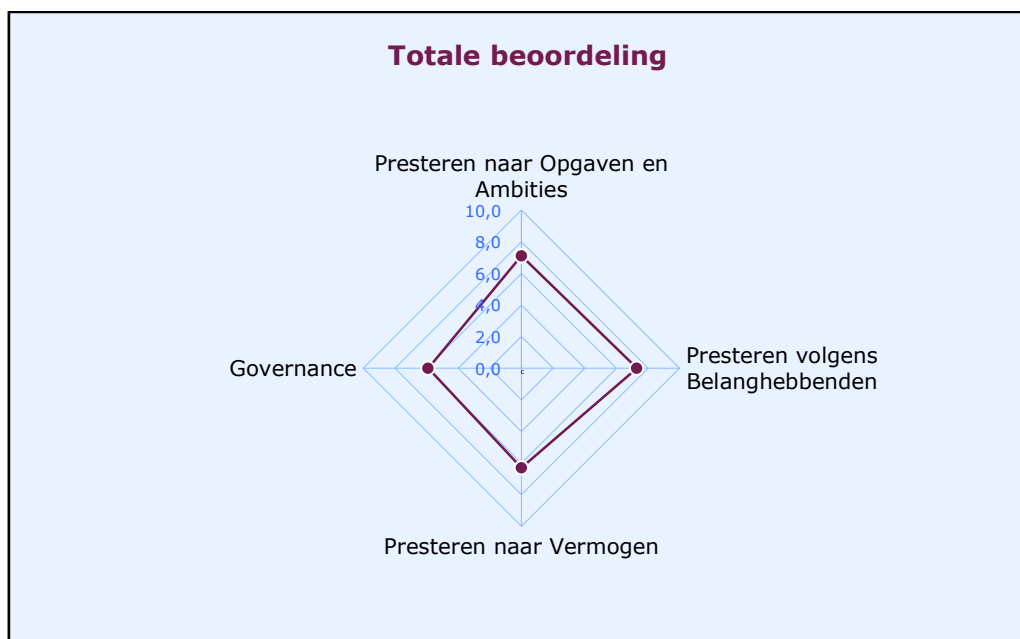 Totale beoordeling
Presteren naar Opgaven en
Ambities
10,0
8,0
6,0
4,0
2,0
0,0
c
Governance
Presteren volgens
Belanghebbenden
Presteren naar Vermogen